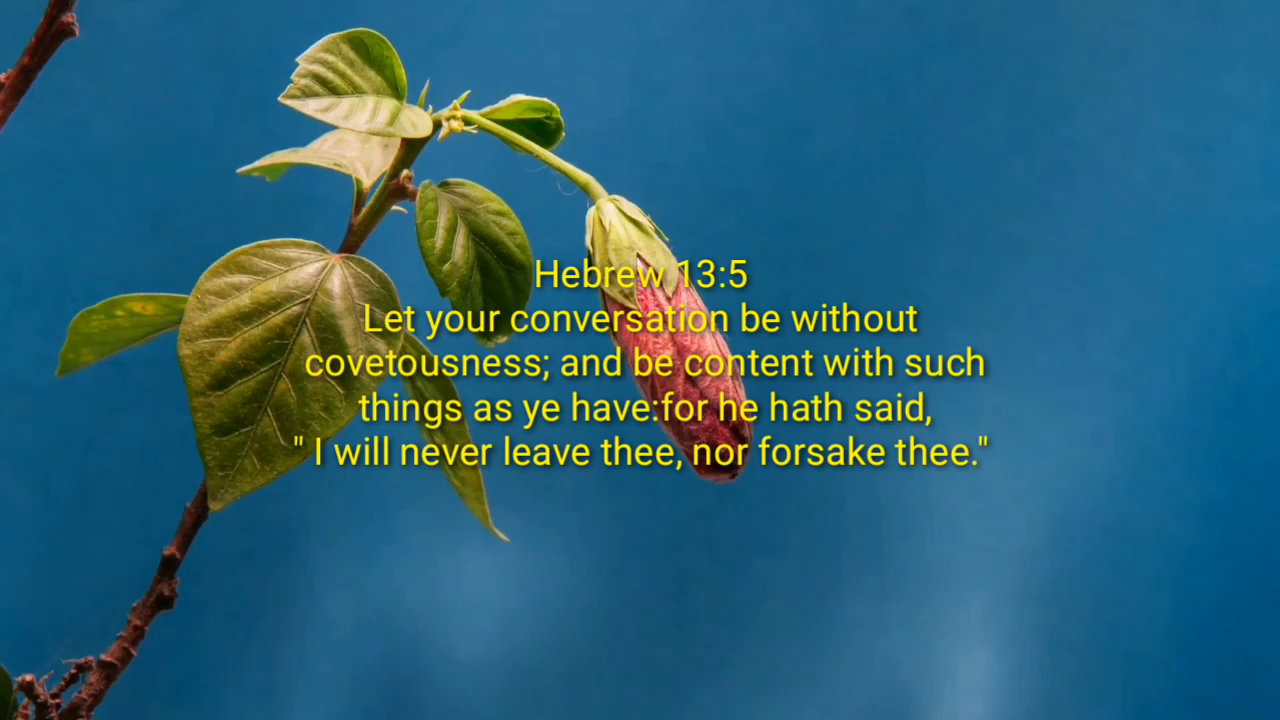 Hebrew 13:5
Let your conversation be without
covetousness; and be content with such
things as ye have:for he hath said,
" I will never leave thee, nor forsake thee."